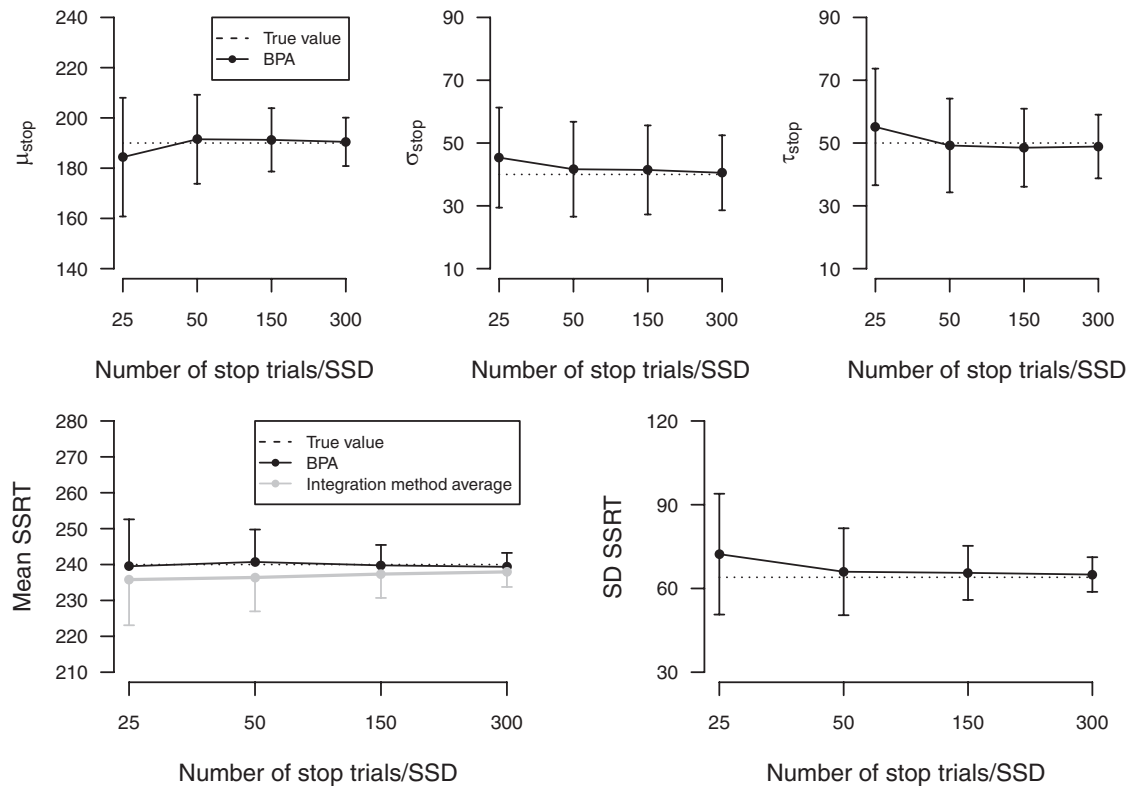 240
220
200
180
160
140
μstop
True value
BPA
25 50 150 300
Number of stop trials/SSD
90
70
50
30
10
σstop
25 50 150 300
Number of stop trials/SSD
90
70
50
30
10
τstop
25 50 150 300
Number of stop trials/SSD
280
270
260
250
240
230
220
210
Mean SSRT
True value
BPA
Integration method average
25 50 150 300
Number of stop trials/SSD
120
90
60
30
SD SSRT
25 50 150 300
Number of stop trials/SSD